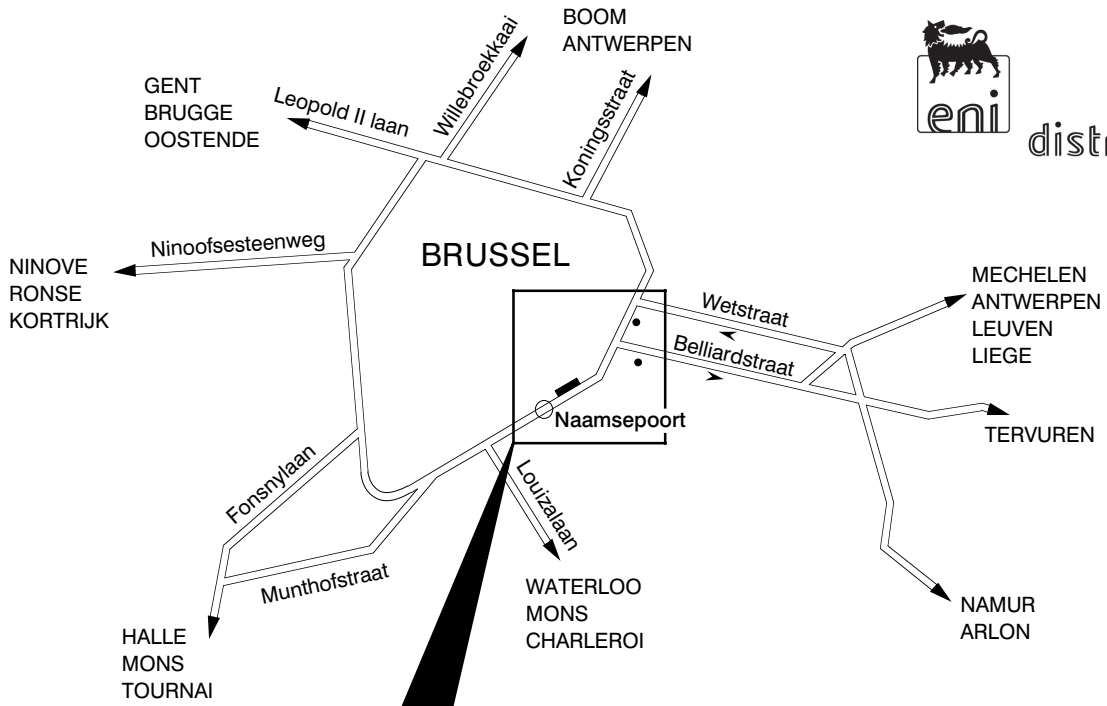 BOOM
ANTWERPEN
GENT
BRUGGE
OOSTENDE
Leopold II laan
Willebroekkaai
Koningsstraat
eni
distr
Ninoofsesteenweg
BRUSSEL
NINOVE
RONSE
KORTRIJK
Wetstraat
Belliardstraat
MECHELEN
ANTWERPEN
LEUVEN
LIEGE
Naamsepoort
TERVUREN
Fonsnylaan
Louizalaan
Munthofstraat
WATERLOO
MONS
CHARLEROI
NAMUR
ARLON
HALLE
MONS
TOURNAI